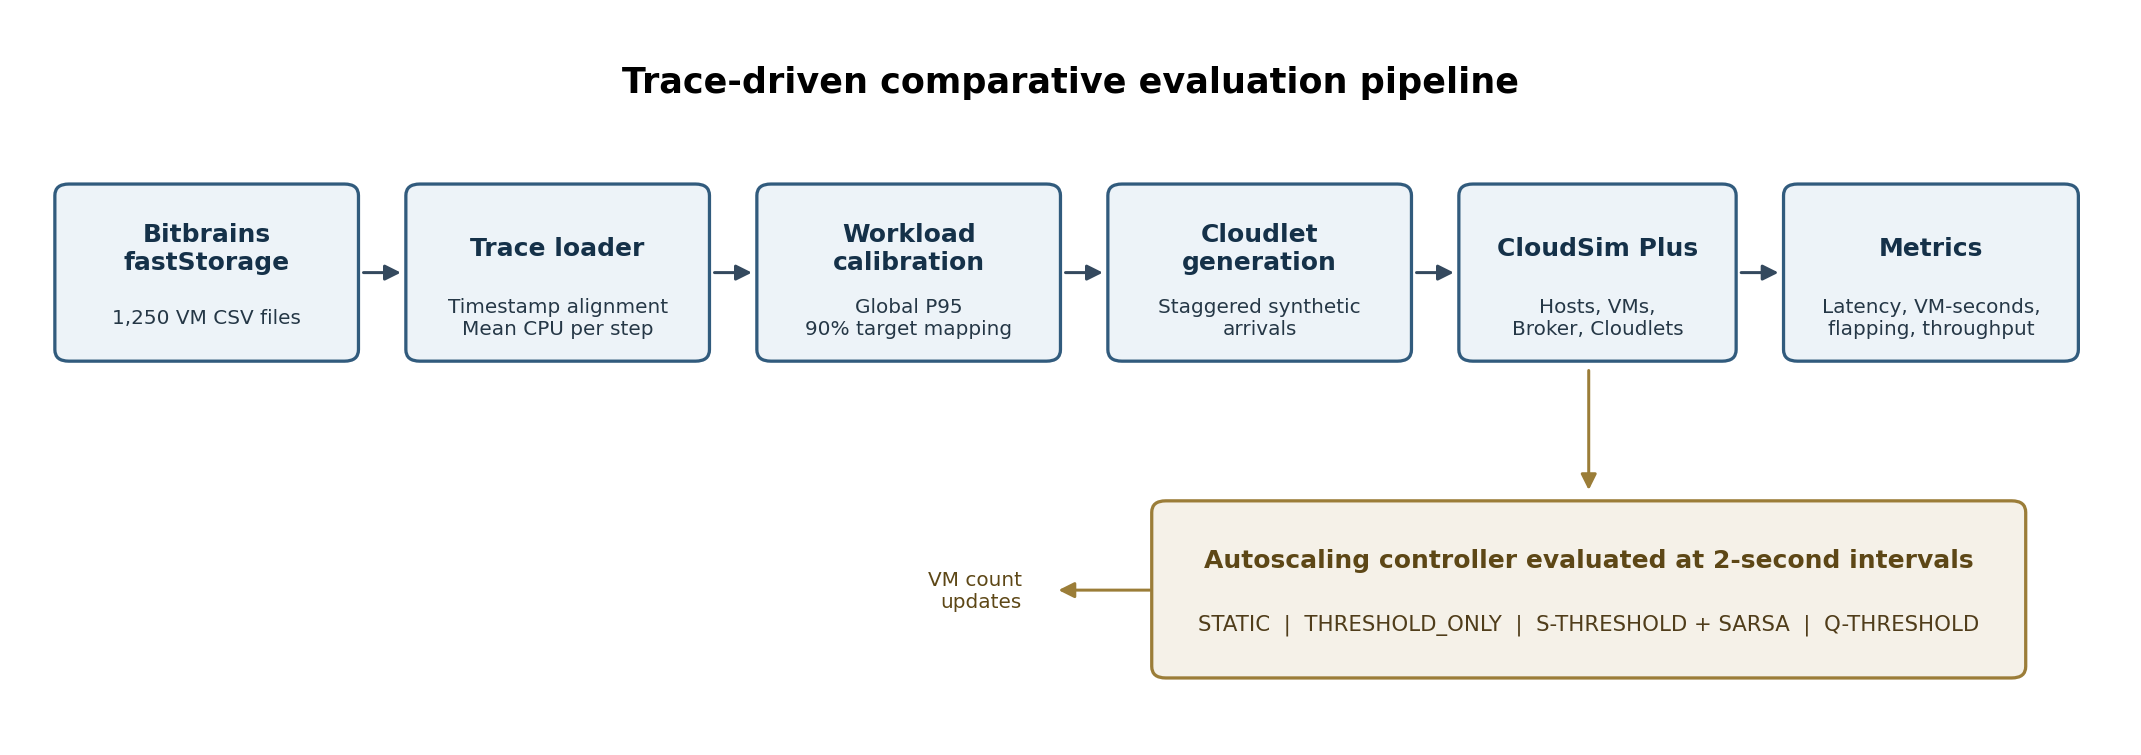 Trace-driven comparative evaluation pipeline
Bitbrains
fastStorage
1,250 VM CSV files
Trace loader
Timestamp alignment
Mean CPU per step
Workload
calibration
Global P95
90% target mapping
Cloudlet
generation
Staggered synthetic
arrivals
CloudSim Plus
Hosts, VMs,
Broker, Cloudlets
Metrics
Latency, VM-seconds,
flapping, throughput
Autoscaling controller evaluated at 2-second intervals
STATIC | THRESHOLD_ONLY | S-THRESHOLD + SARSA | Q-THRESHOLD
VM count
updates